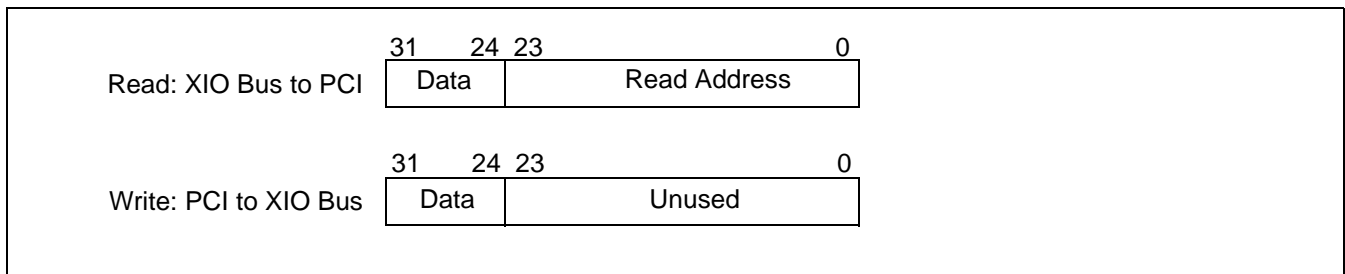 31 24 23 0
Read: XIO Bus to PCI Data Read Address
31 24 23 0
Write: PCI to XIO Bus Data Unused